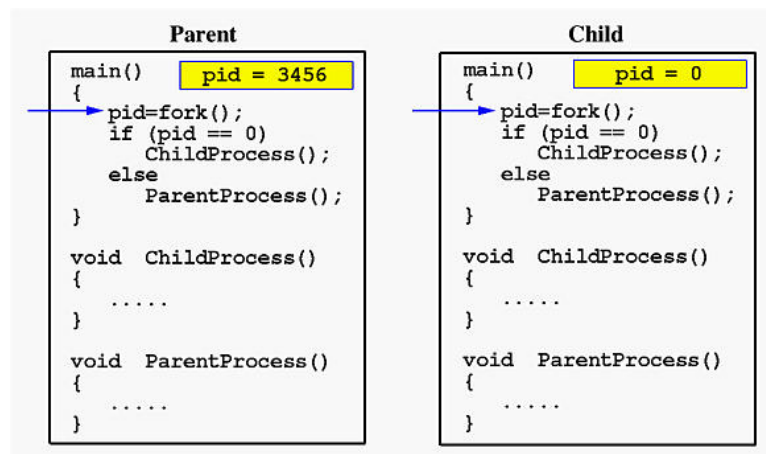 Parent
main()
pid = 3456
{
pid=fork();
if (pid == 0)
ChildProcess();
else
ParentProcess();
}
void ChildProcess()
{
.....
}
void ParentProcess()
{
.....
}
Child
main()
pid = 0
{
pid=fork();
if (pid == 0)
ChildProcess();
else
ParentProcess();
}
void ChildProcess()
{
.....
}
void ParentProcess()
{
.....
}